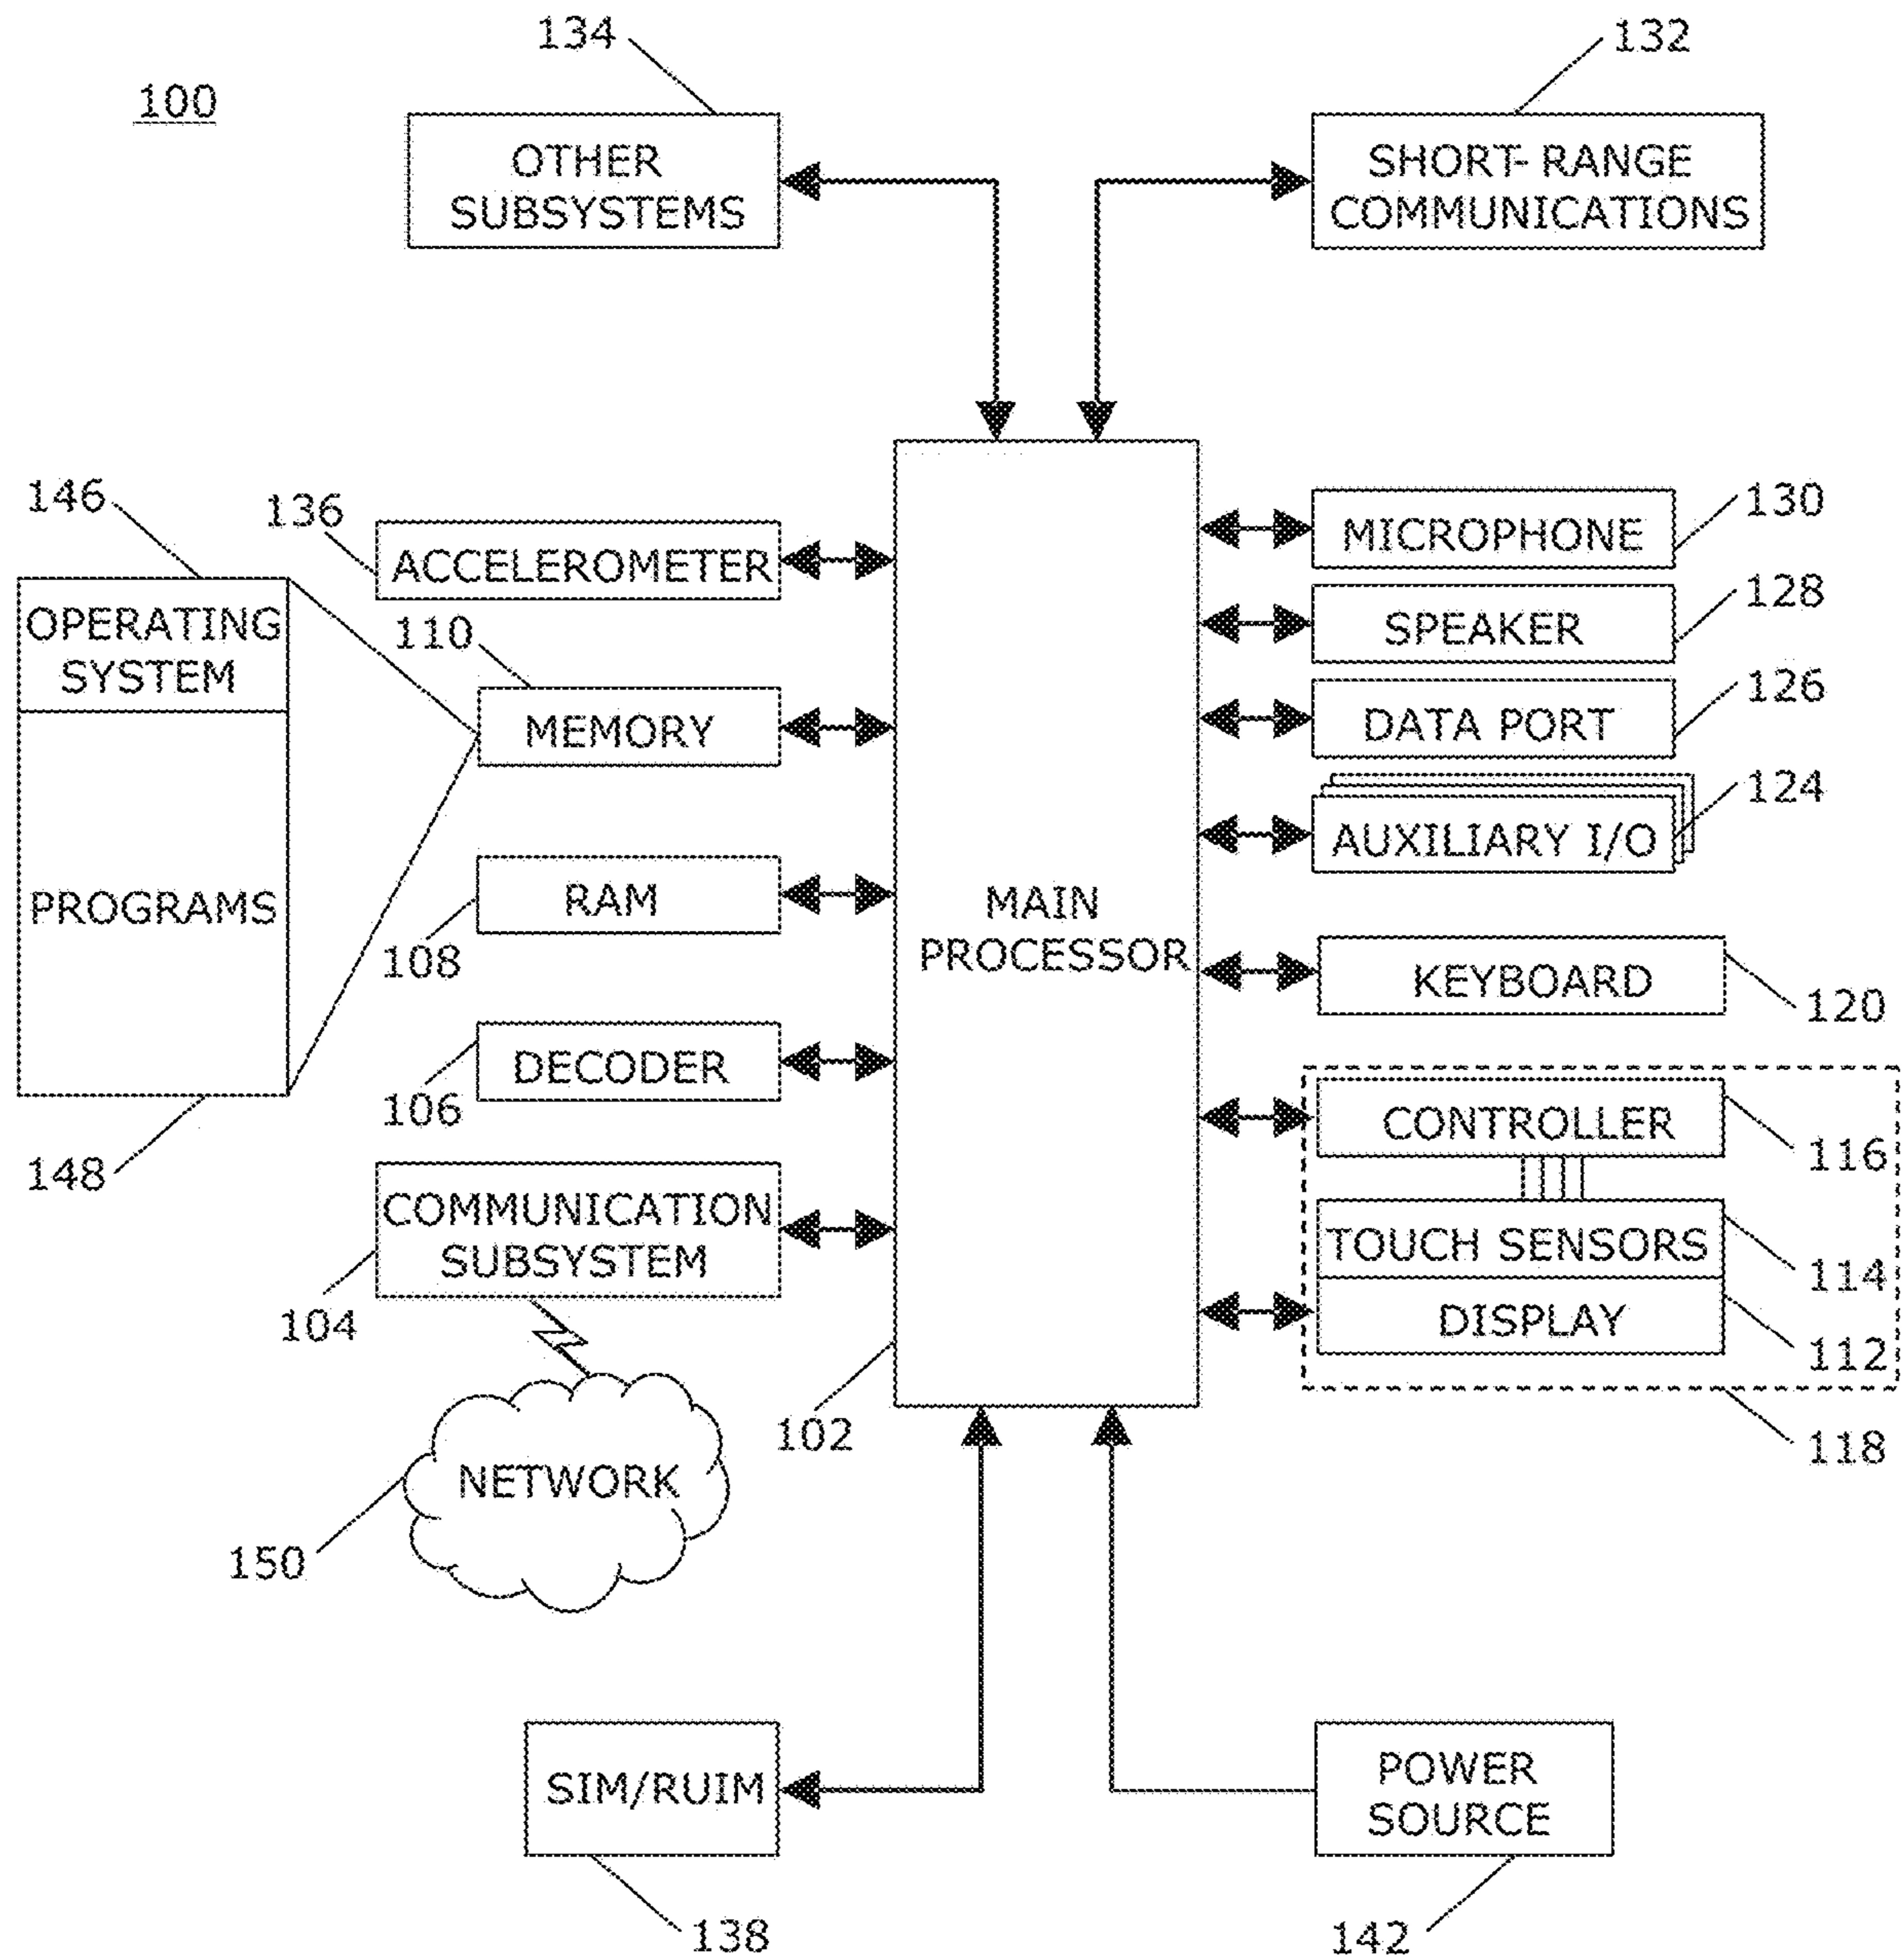 100
134
132
OTHER
SUBSYSTEMS
SHORT- RANGE
COMMUNICATIONS
146
136
ACCELEROMETER
OPERATING
SYSTEM
110
MEMORY
PROGRAMS
RAM
108
DECODER
106
148
COMMUNICATION
SUBSYSTEM
104
NETWORK
150
MAIN
PROCESSOR
102
MICROPHONE
130
SPEAKER
128
DATA PORT
126
AUXILIARY I/O
124
KEYBOARD
120
CONTROLLER
116
TOUCH SENSORS
114
DISPLAY
112
118
SIM/RUIM
138
POWER
SOURCE
142